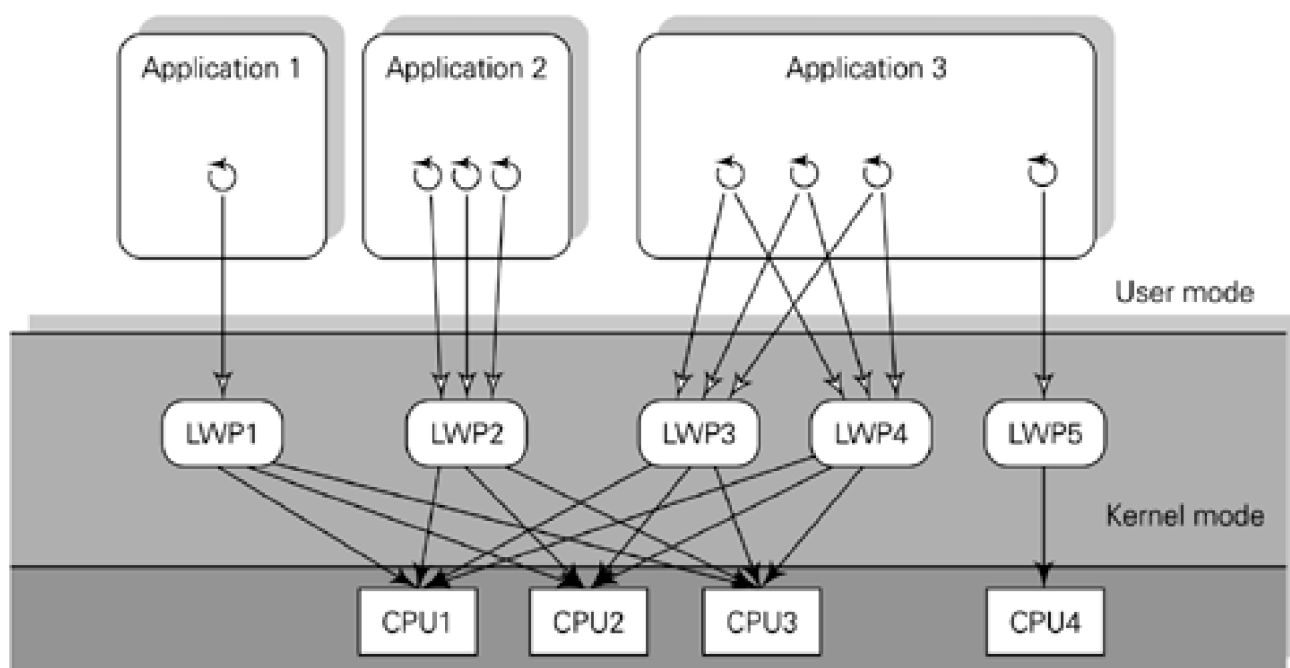 Application 1
Application 2
Application 3
User mode
LWP1
LWP2
LWP3
LWP4
LWP5
Kernel mode
CPU1
CPU2
CPU3
CPU4